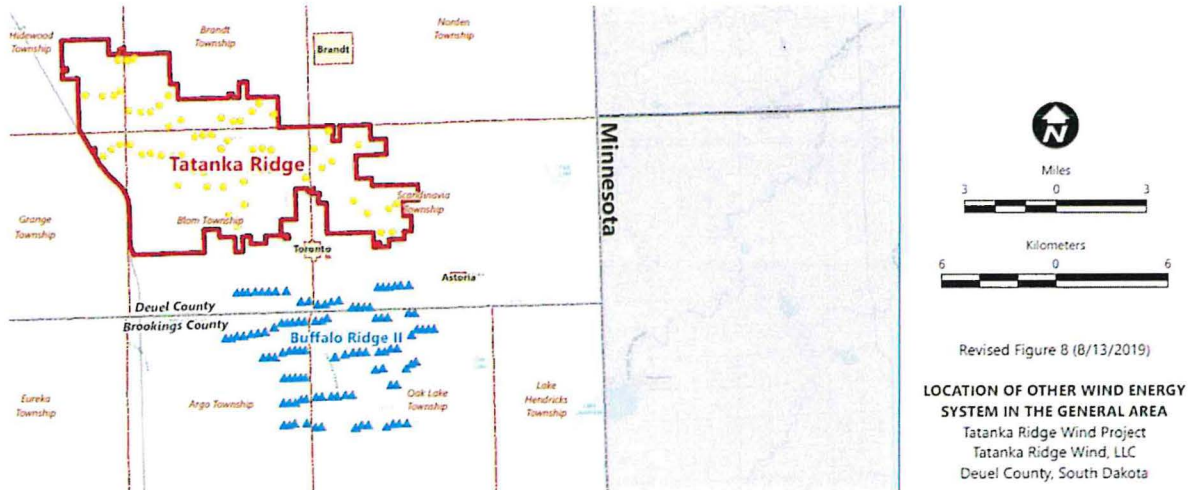 Hidewood
Township
Brandt
Township
Norden
Township
Brandt
Tatanka Ridge
Minnesota
Scandinavia
Township
Grange
Township
Blom Township
Toronto
Astoria
Deuel County
Brookings County
Buffalo Ridge II
Eureka
Township
Argo Township
Oak Lake
Township
Lake
Hendricks
Township
N
Miles
3 0 3
Kilometers
6 0 6
Revised Figure 8 (8/13/2019)
LOCATION OF OTHER WIND ENERGY
SYSTEM IN THE GENERAL AREA
Tatanka Ridge Wind Project
Tatanka Ridge Wind, LLC
Deuel County, South Dakota